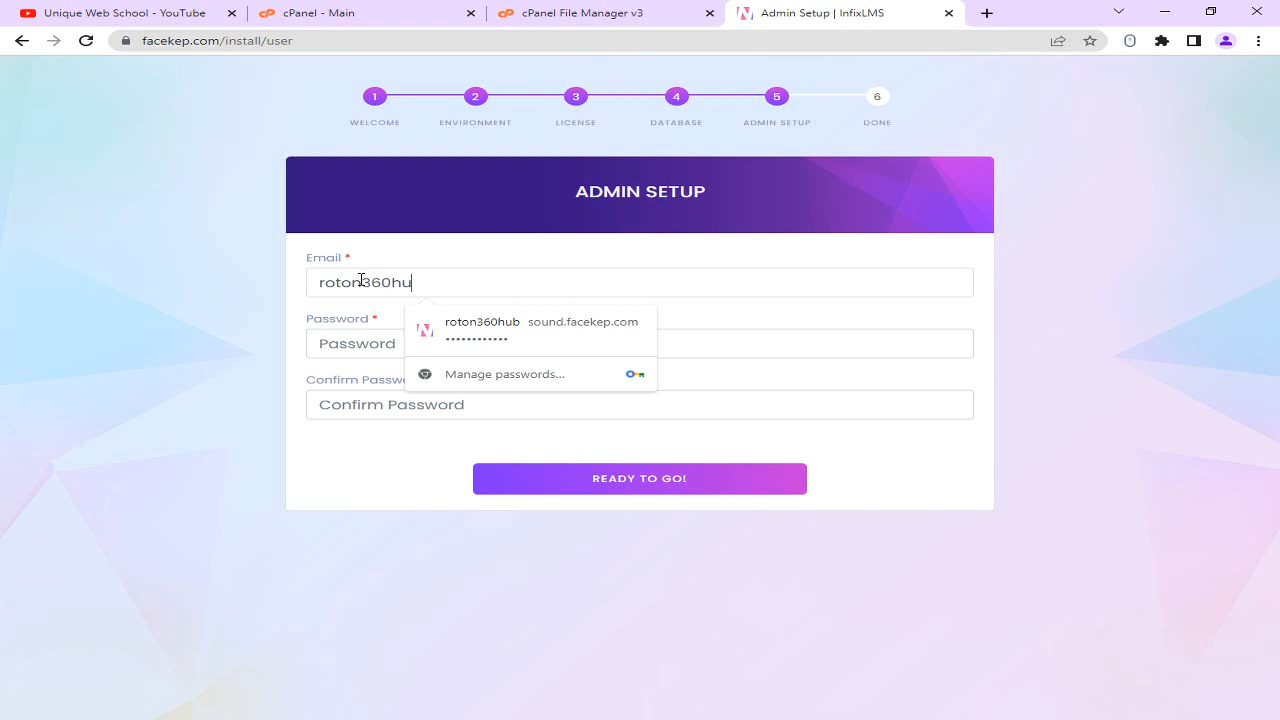 Unique Web School - YouTube
cPanel - Main
cPanel File Manager v3
Admin Setup | InfixLMS
facekep.com/install/user
1
2
3
4
5
6
WELCOME
ENVIRONMENT
LICENSE
DATABASE
ADMIN SETUP
DONE
ADMIN SETUP
Email *
roton360hu
roton360hub sound.facekep.com
••••••••••••
Password *
Password
Manage passwords...
Confirm Passw
Confirm Password
READY TO GO!